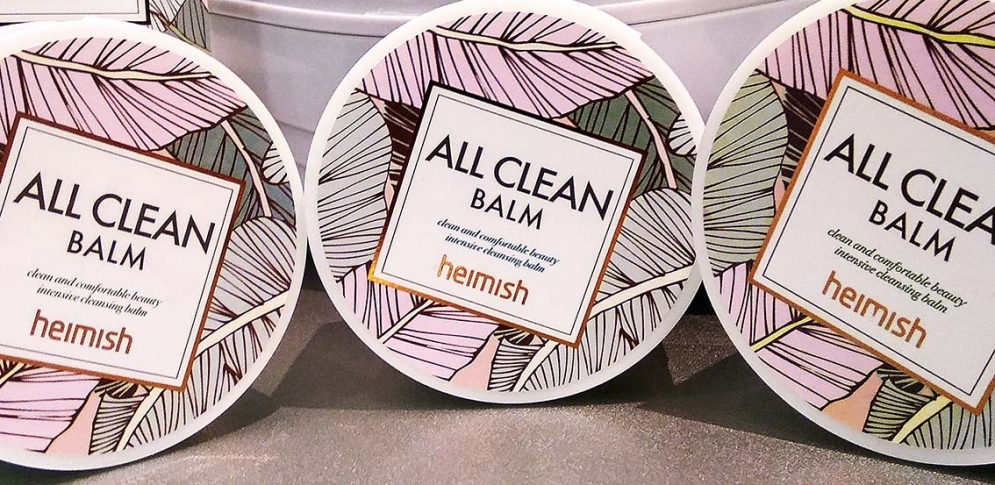 ALL CLEAN
BALM
clean and comfortable beauty
intensive cleansing balm
heimish
ALL CLEAN
BALM
clean and comfortable beauty
intensive cleansing balm
heimish
ALL CLEA
BALM
clean and comfortable beauty
intensive cleansing balm
heimish